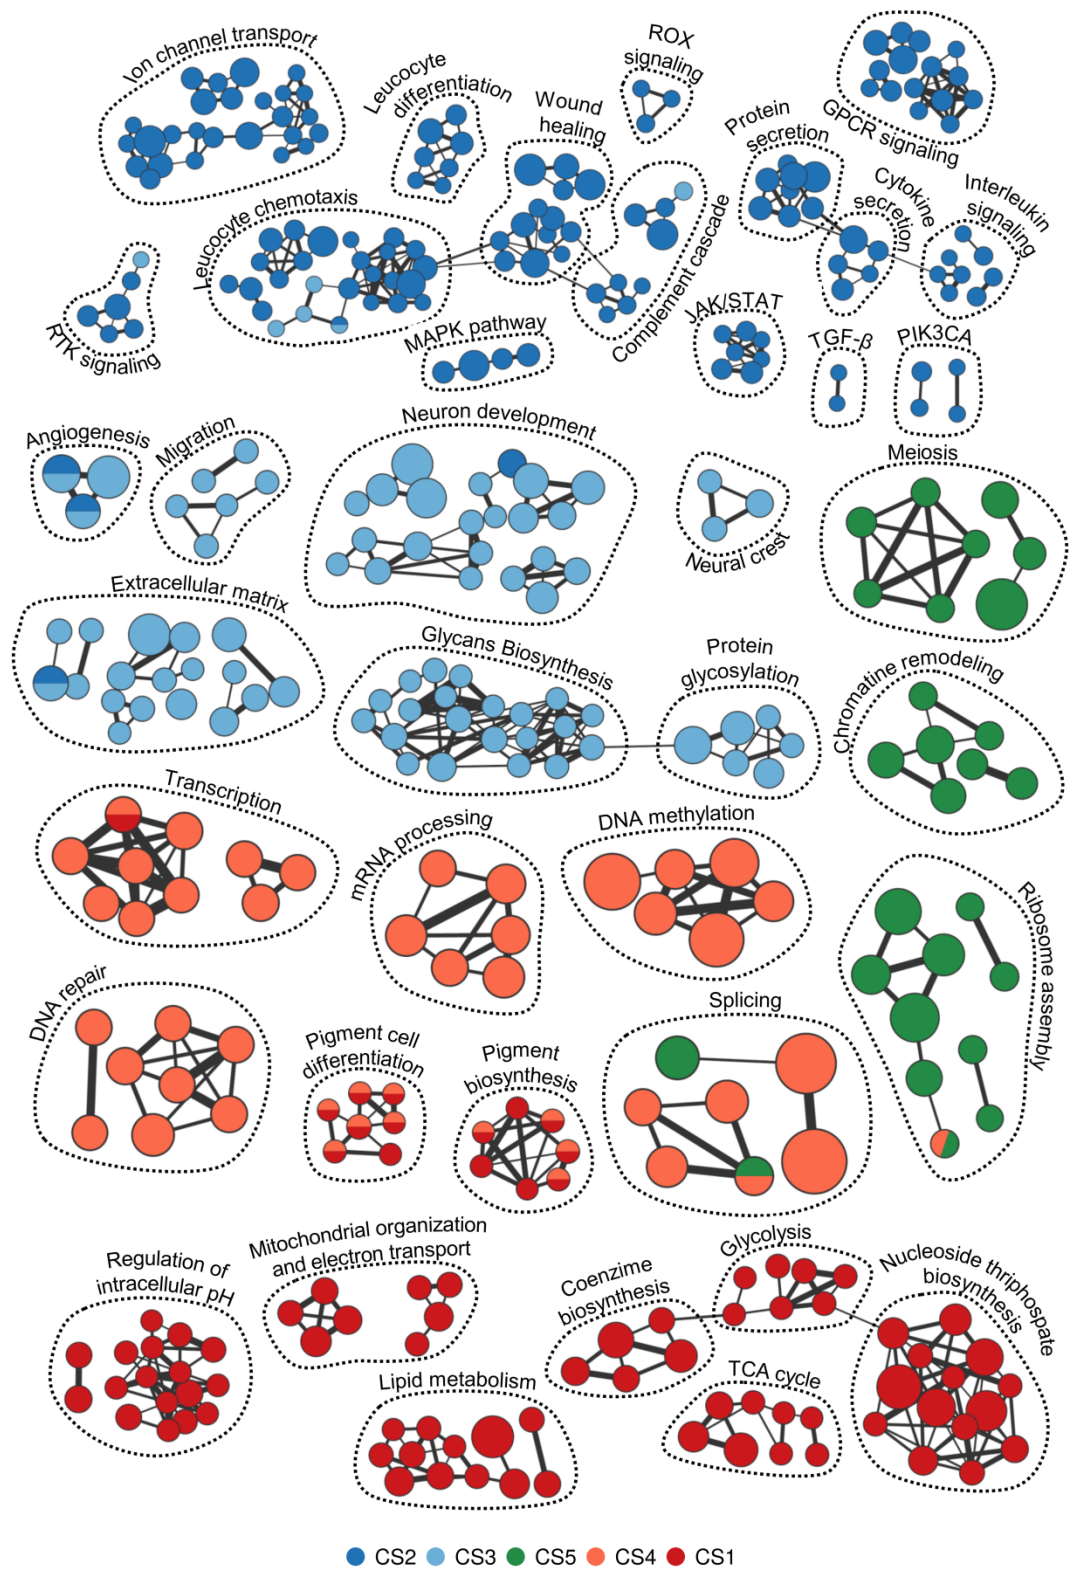 Ion channel transport
Leucocyte
differentiation
Wound
healing
ROX
signaling
GPCR signaling
Protein
secretion
Cytokine
secretion
Interleukin
signaling
Leucocyte chemotaxis
Complement cascade
RTK signaling
MAPK pathway
JAK/STAT
TGF-β
PIK3CA
Angiogenesis
Migration
Neuron development
Neural crest
Meiosis
Extracellular matrix
Glycans Biosynthesis
Protein
glycosylation
Chromatine remodeling
Transcription
mRNA processing
DNA methylation
Ribosome assembly
DNA repair
Pigment cell
differentiation
Pigment
biosynthesis
Splicing
Regulation of
intracellular pH
Mitochondrial organization
and electron transport
Coenzime
biosynthesis
Glycolysis
Nucleoside thriphospate
biosynthesis
Lipid metabolism
TCA cycle
CS2 CS3 CS5 CS4 CS1